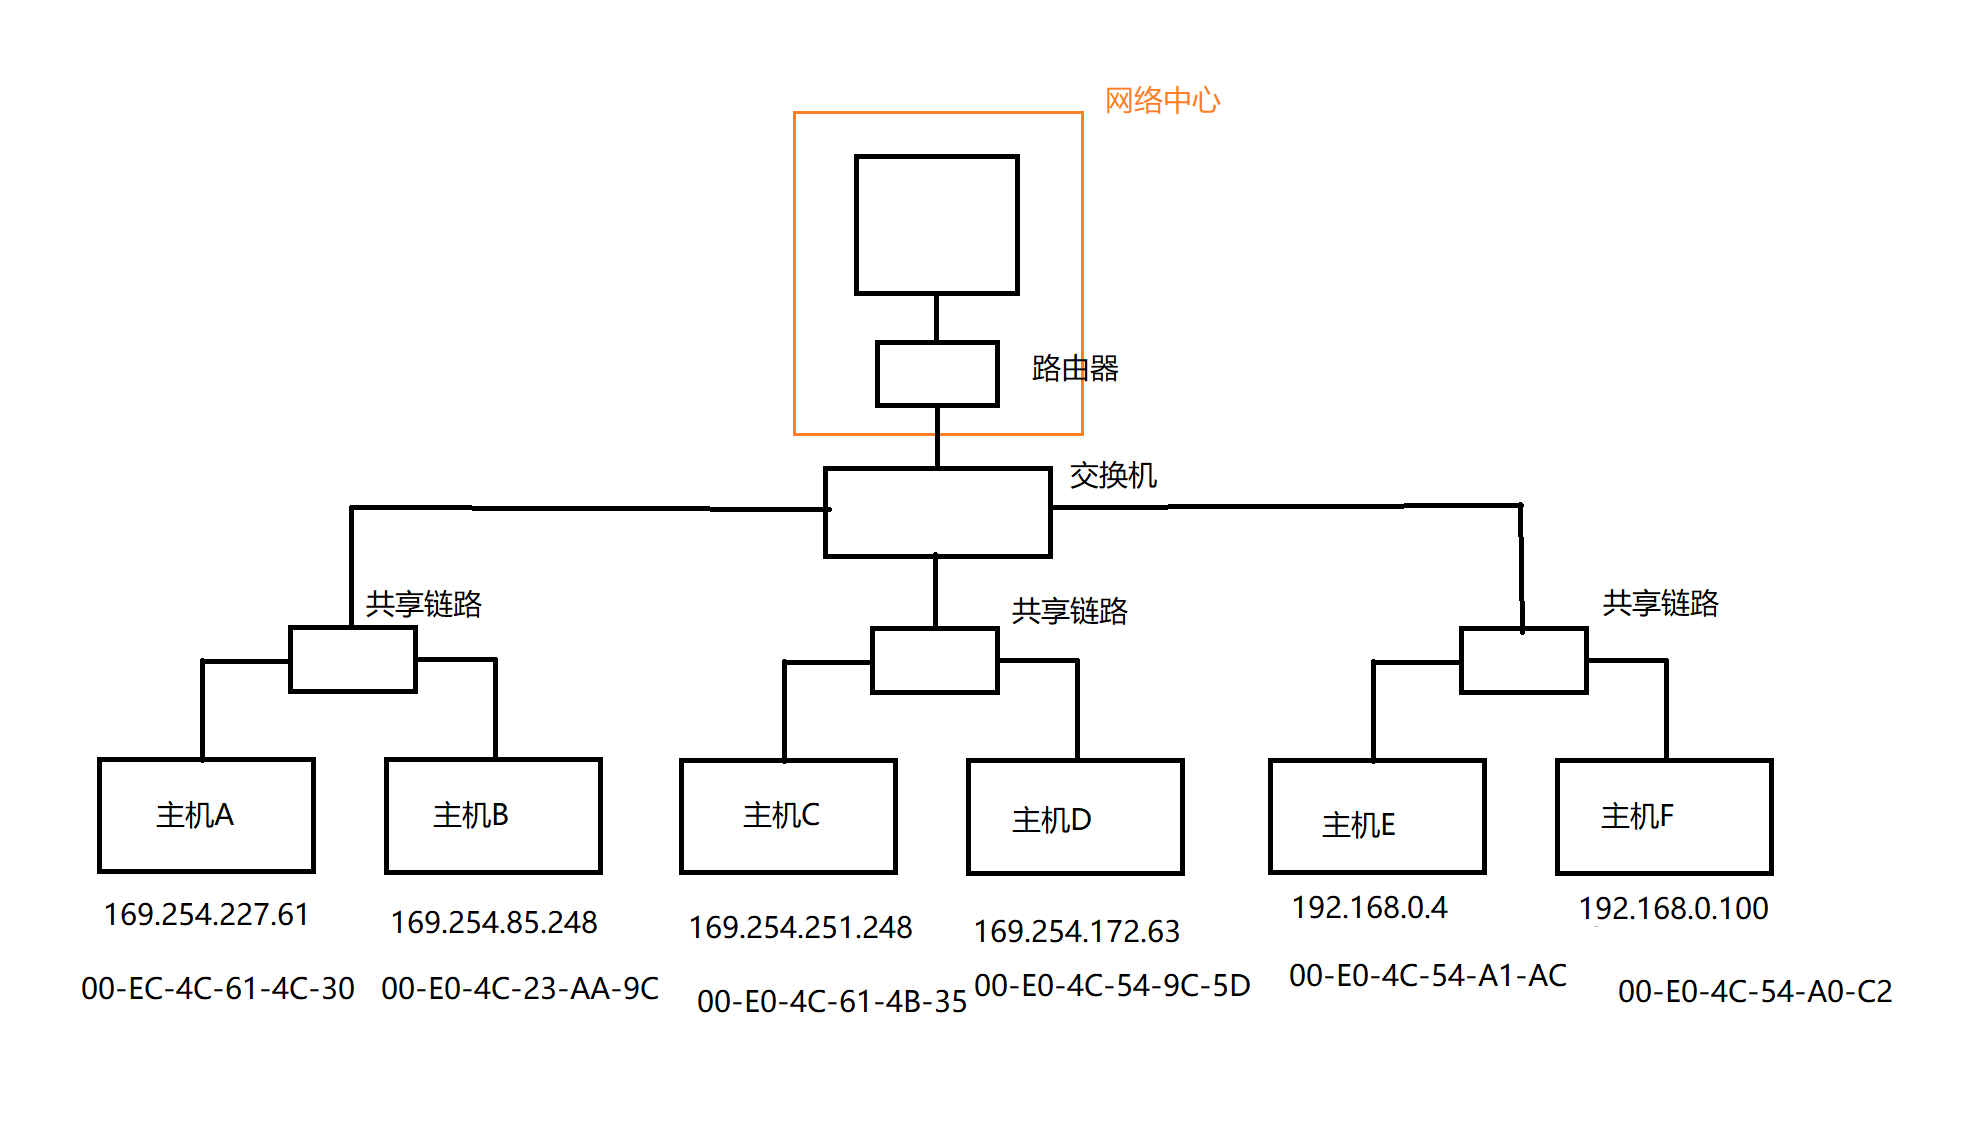 网络中心
路由器
交换机
共享链路
共享链路
共享链路
主机A
主机B
主机C
主机D
主机E
主机F
169.254.227.61
169.254.85.248
169.254.251.248
169.254.172.63
192.168.0.4
192.168.0.100
00-EC-4C-61-4C-30
00-E0-4C-23-AA-9C
00-E0-4C-61-4B-35
00-E0-4C-54-9C-5D
00-E0-4C-54-A1-AC
00-E0-4C-54-A0-C2